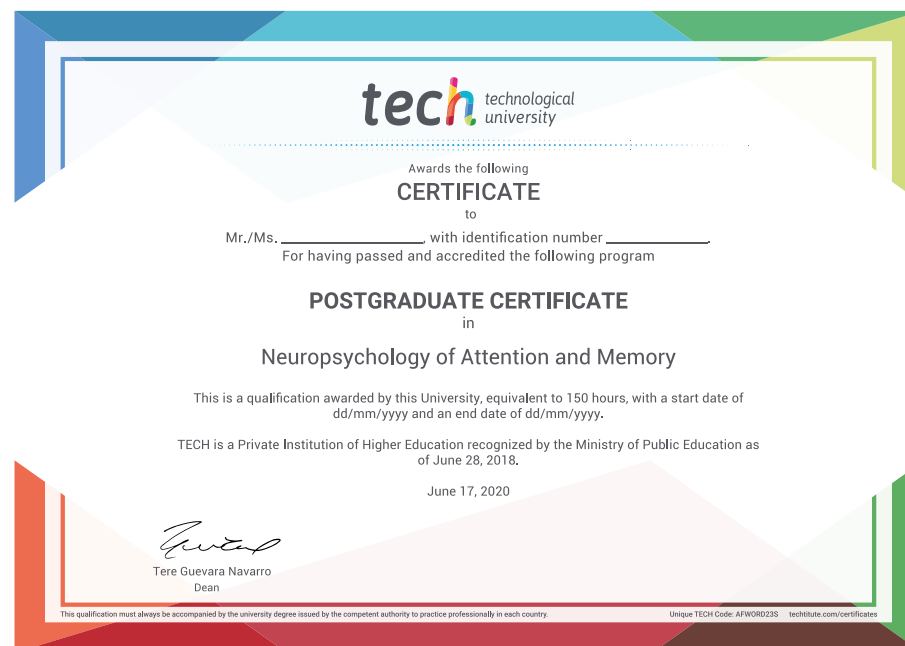 tech technological
university
Awards the following
CERTIFICATE
to
Mr./Ms. ____________, with identification number ____________.
For having passed and accredited the following program
POSTGRADUATE CERTIFICATE
in
Neuropsychology of Attention and Memory
This is a qualification awarded by this University, equivalent to 150 hours, with a start date of
dd/mm/yyyy and an end date of dd/mm/yyyy.
TECH is a Private Institution of Higher Education recognized by the Ministry of Public Education as
of June 28, 2018.
June 17, 2020
Tere Guevara Navarro
Dean
This qualification must always be accompanied by the university degree issued by the competent authority to practice professionally in each country. Unique TECH Code: AFWORD23S techtitute.com/certificates